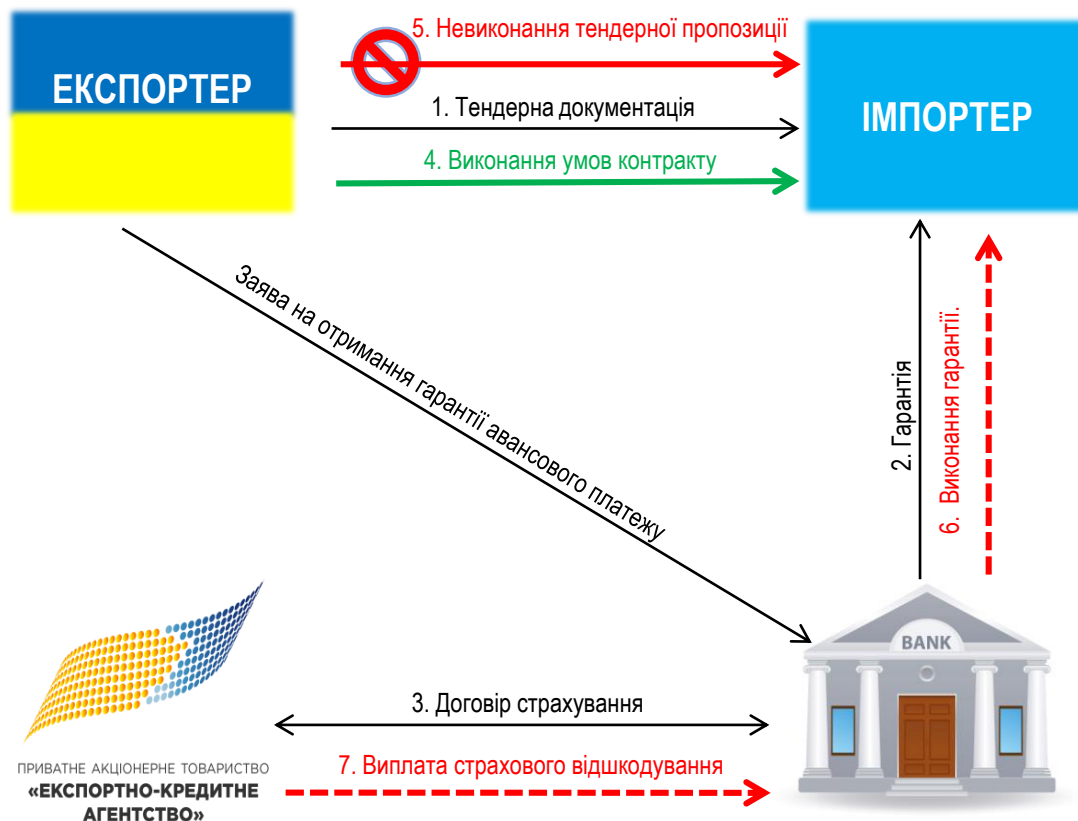 5. Невиконання тендерної пропозиції
ЕКСПОРТЕР
1. Тендерна документація
ІМПОРТЕР
4. Виконання умов контракту
Заява на отримання гарантії авансового платежу
2. Гарантія
6. Виконання гарантії.
BANK
3. Договір страхування
7. Виплата страхового відшкодування
ПРИВАТНЕ АКЦІОНЕРНЕ ТОВАРИСТВО
«ЕКСПОРТНО-КРЕДИТНЕ
АГЕНТСТВО»